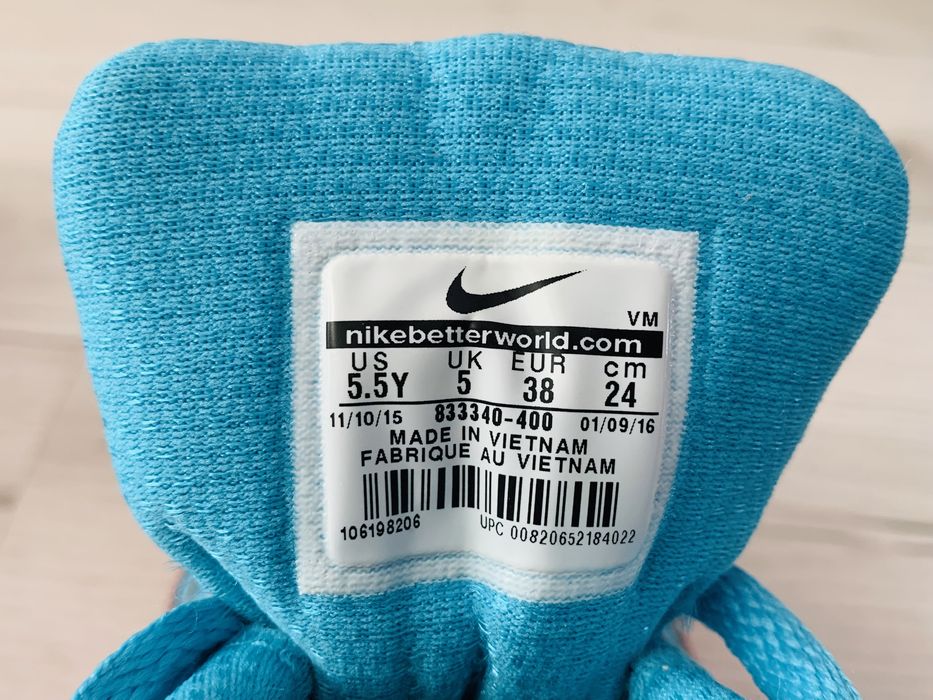 VM
nikebetterworld.com
US UK EUR cm
5.5Y 5 38 24
11/10/15 833340-400 01/09/16
MADE IN VIETNAM
FABRIQUE AU VIETNAM
106198206 UPC 00820652184022